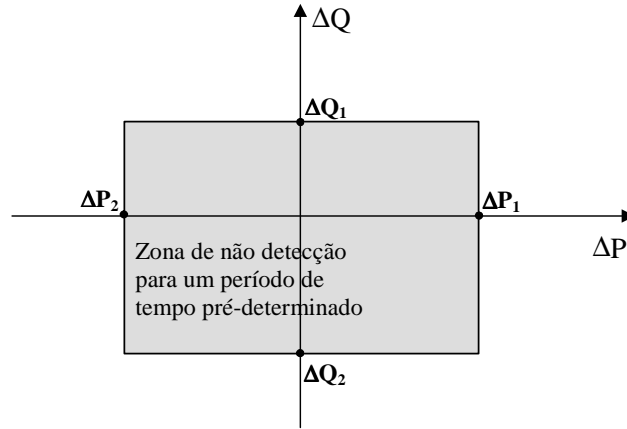 ΔQ
ΔQ₁
ΔP₂
ΔP₁
ΔP
Zona de não detecção
para um período de
tempo pré-determinado
ΔQ₂